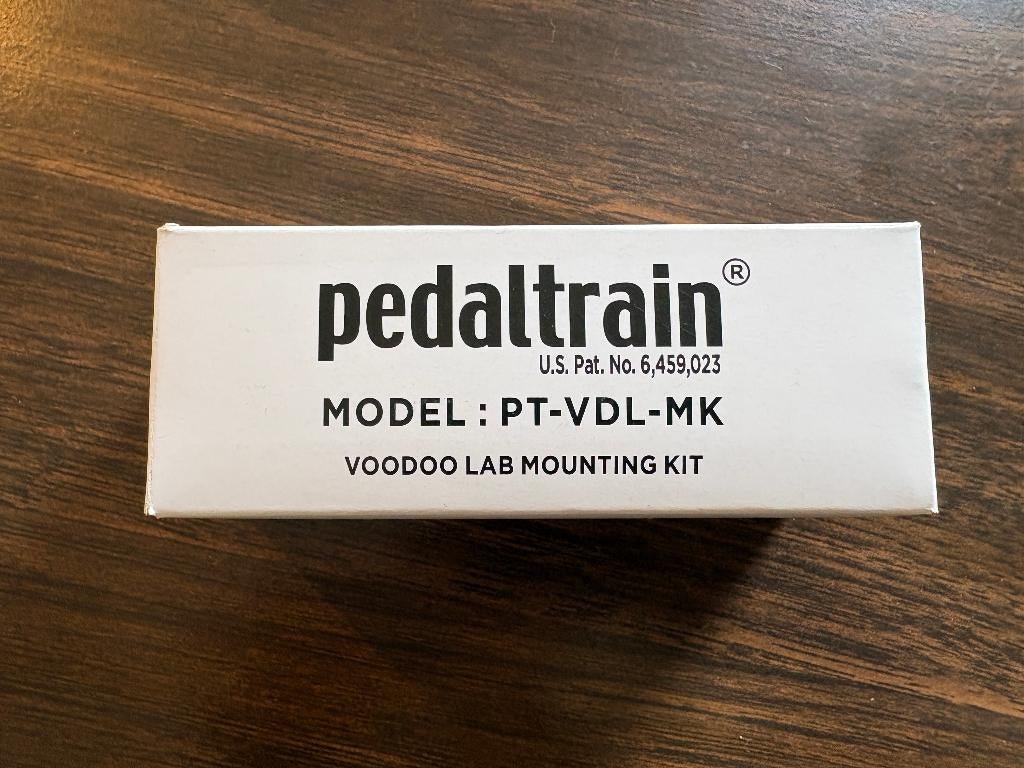 pedaltrain®
U.S. Pat. No. 6,459,023
MODEL : PT-VDL-MK
VOODOO LAB MOUNTING KIT